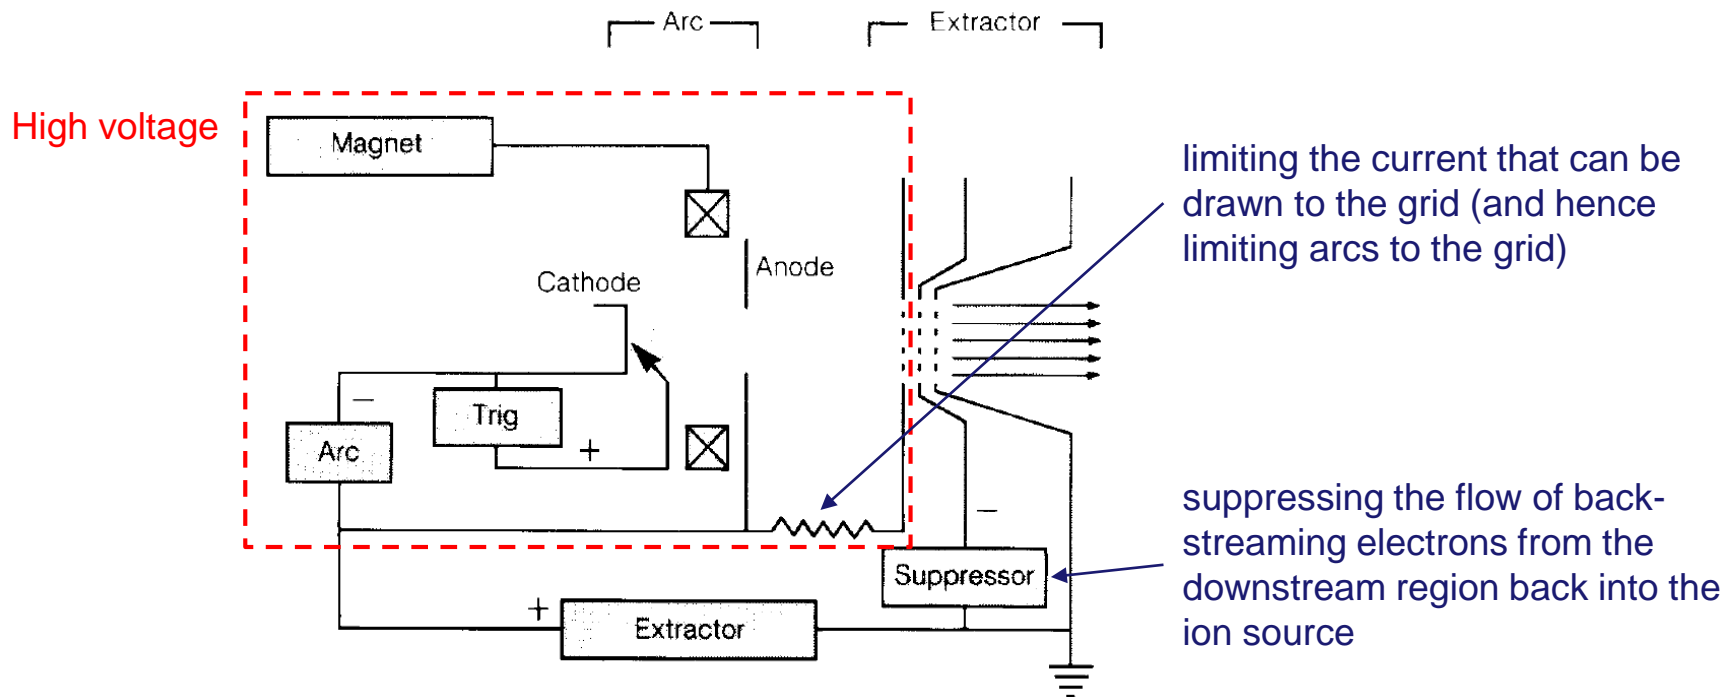 Arc
Extractor
High voltage
Magnet
limiting the current that can be
drawn to the grid (and hence
limiting arcs to the grid)
Anode
Cathode
−
Trig
+
Arc
−
suppressing the flow of back-
streaming electrons from the
downstream region back into the
ion source
Suppressor
+
Extractor